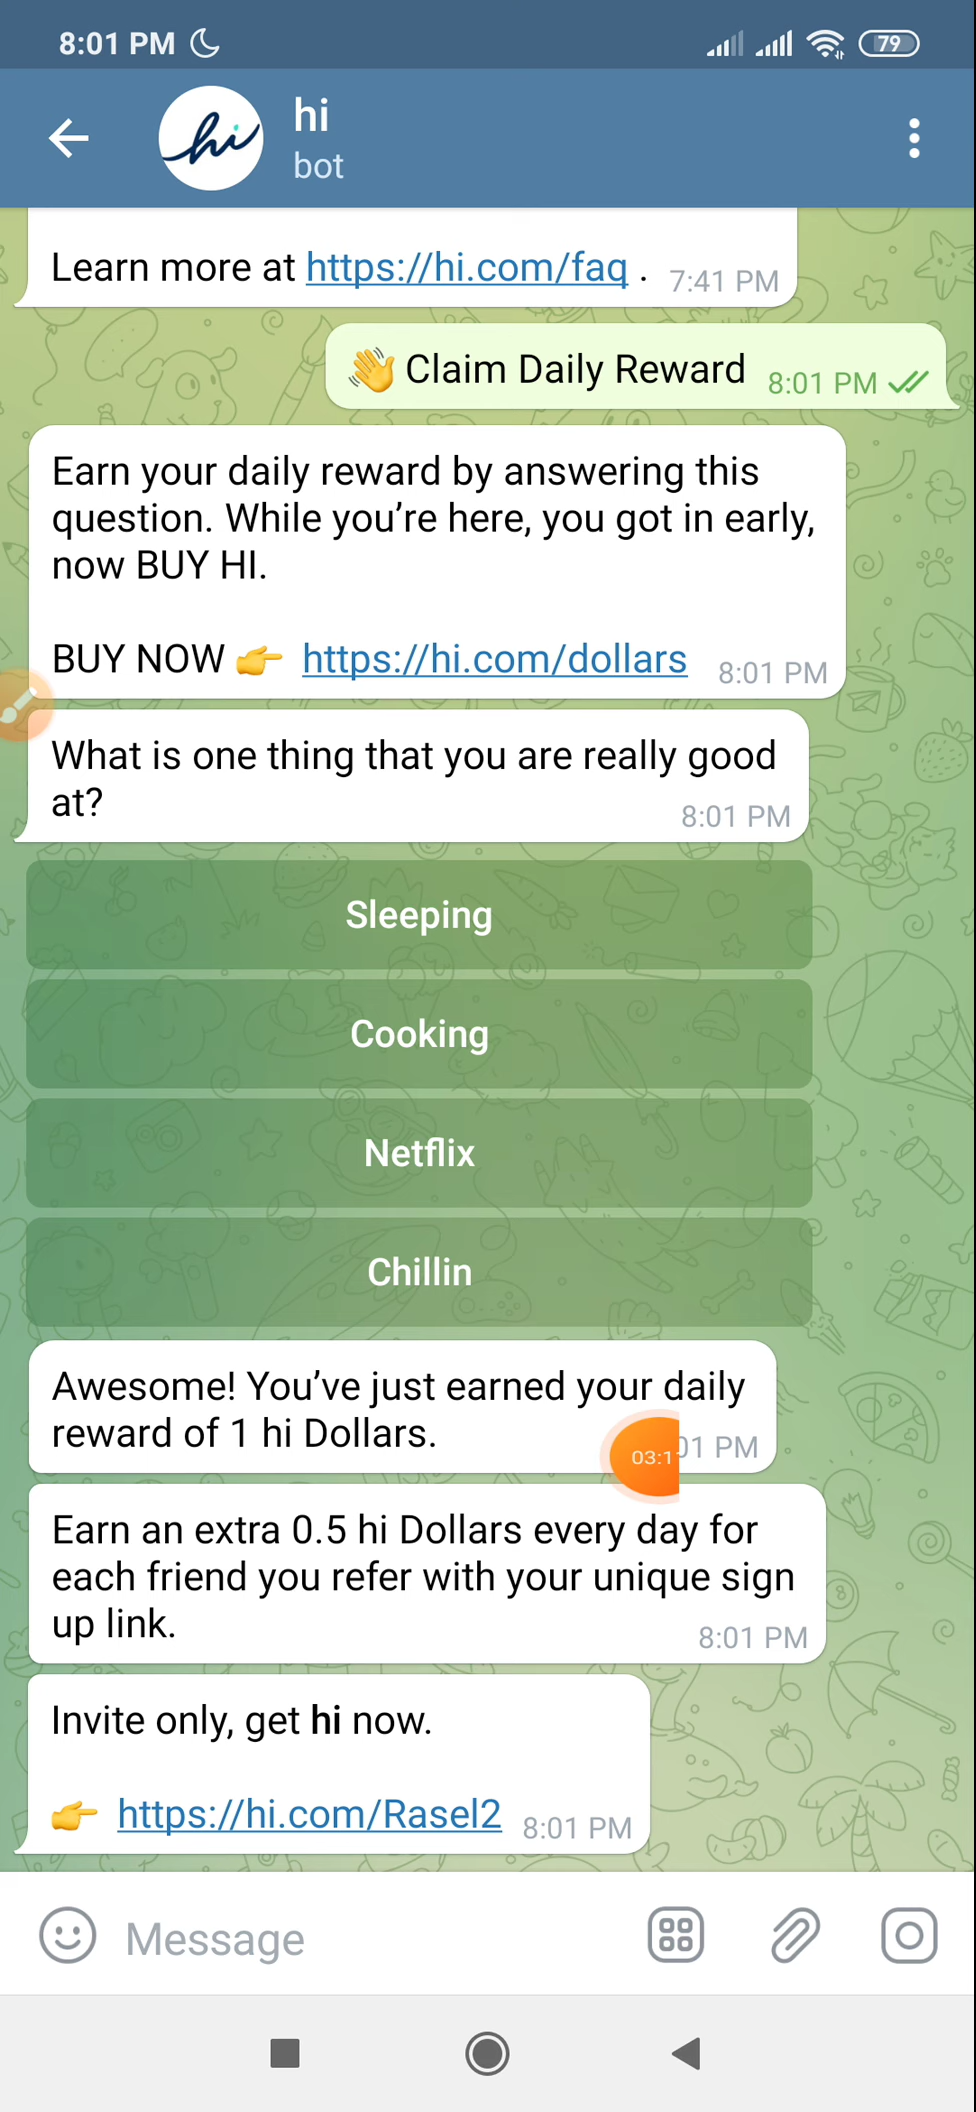 8:01 PM
79
hi
hi
bot
Learn more at https://hi.com/faq .
7:41 PM
👋 Claim Daily Reward
8:01 PM
Earn your daily reward by answering this
question. While you’re here, you got in early,
now BUY HI.
BUY NOW 👉 https://hi.com/dollars
8:01 PM
What is one thing that you are really good
at?
8:01 PM
Sleeping
Cooking
Netflix
Chillin
Awesome! You’ve just earned your daily
reward of 1 hi Dollars.
03:1
01 PM
Earn an extra 0.5 hi Dollars every day for
each friend you refer with your unique sign
up link.
8:01 PM
Invite only, get hi now.
👉 https://hi.com/Rasel2
8:01 PM
Message